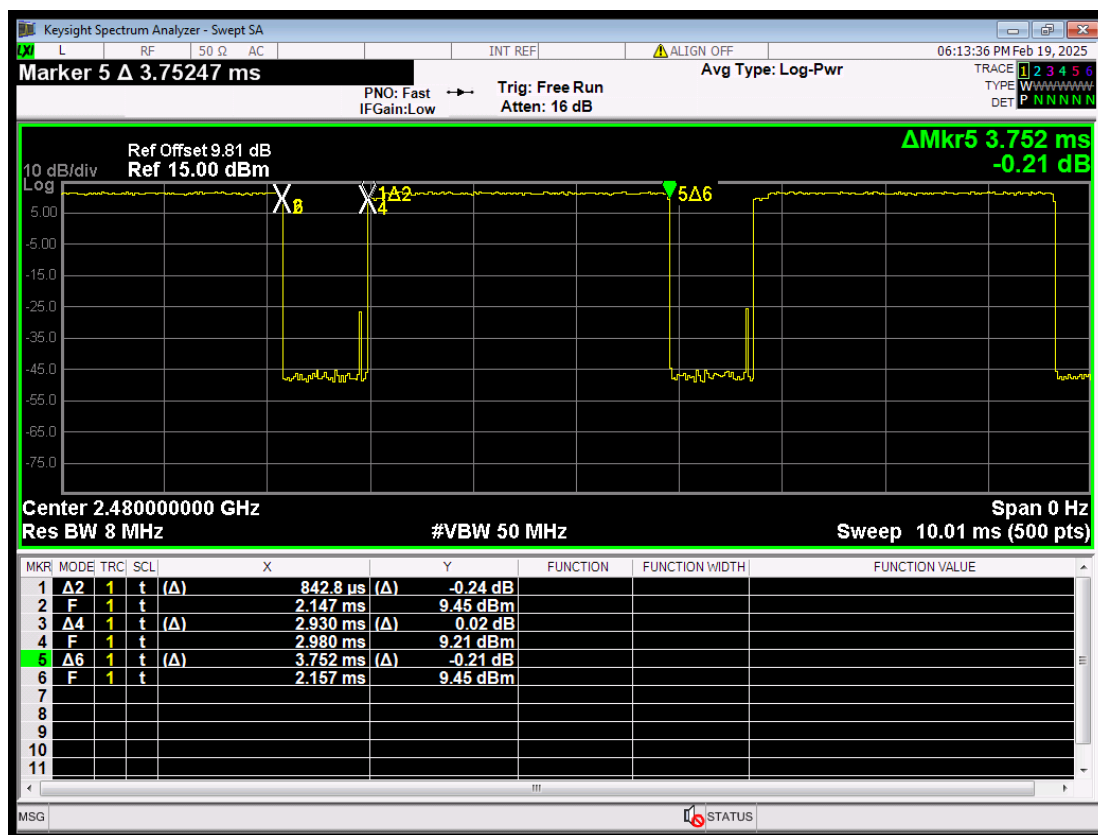 Keysight Spectrum Analyzer - Swept SA
LXI L RF 50 Ω AC INT REF ALIGN OFF 06:13:36 PM Feb 19, 2025
Marker 5 Δ 3.75247 ms
PNO: Fast
IFGain:Low
Trig: Free Run
Atten: 16 dB
Avg Type: Log-Pwr
TRACE 1 2 3 4 5 6
TYPE WWWWWW
DET P N N N N N
ΔMkr5 3.752 ms
-0.21 dB
Ref Offset 9.81 dB
10 dB/div Ref 15.00 dBm
Log
1Δ2
4
5Δ6
5.00
-5.00
-15.0
-25.0
-35.0
-45.0
-55.0
-65.0
-75.0
Center 2.480000000 GHz Span 0 Hz
Res BW 8 MHz #VBW 50 MHz Sweep 10.01 ms (500 pts)
MKR MODE TRC SCL X Y FUNCTION FUNCTION WIDTH FUNCTION VALUE
1 Δ2 1 t (Δ) 842.8 µs (Δ) -0.24 dB
2 F 1 t 2.147 ms 9.45 dBm
3 Δ4 1 t (Δ) 2.930 ms (Δ) 0.02 dB
4 F 1 t 2.980 ms 9.21 dBm
5 Δ6 1 t (Δ) 3.752 ms (Δ) -0.21 dB
6 F 1 t 2.157 ms 9.45 dBm
7
8
9
10
11
MSG STATUS